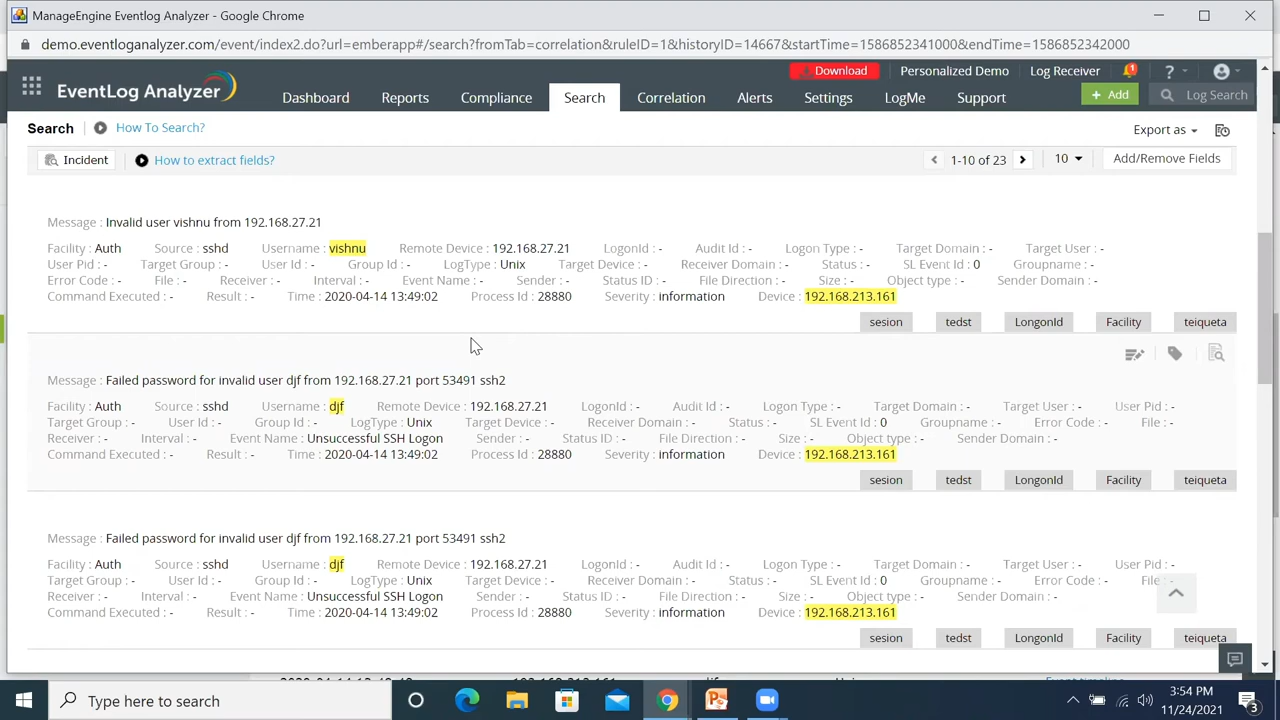 ManageEngine Eventlog Analyzer - Google Chrome
demo.eventloganalyzer.com/event/index2.do?url=emberapp#/search?fromTab=correlation&ruleID=1&historyID=14667&startTime=1586852341000&endTime=1586852342000
Download Personalized Demo Log Receiver 1 ?
EventLog Analyzer
Dashboard Reports Compliance Search Correlation Alerts Settings LogMe Support + Add Log Search
Search How To Search? Export as
Incident How to extract fields? 1-10 of 23 10 Add/Remove Fields
Message : Invalid user vishnu from 192.168.27.21
Facility : Auth Source : sshd Username : vishnu Remote Device : 192.168.27.21 LogonId : - Audit Id : - Logon Type : - Target Domain : - Target User : -
User Pid : - Target Group : - User Id : - Group Id : - LogType : Unix Target Device : - Receiver Domain : - Status : - SL Event Id : 0 Groupname : -
Error Code : - File : - Receiver : - Interval : - Event Name : - Sender : - Status ID : - File Direction : - Size : - Object type : - Sender Domain : -
Command Executed : - Result : - Time : 2020-04-14 13:49:02 Process Id : 28880 Severity : information Device : 192.168.213.161
sesion tedst LongonId Facility teiqueta
Message : Failed password for invalid user djf from 192.168.27.21 port 53491 ssh2
Facility : Auth Source : sshd Username : djf Remote Device : 192.168.27.21 LogonId : - Audit Id : - Logon Type : - Target Domain : - Target User : - User Pid : -
Target Group : - User Id : - Group Id : - LogType : Unix Target Device : - Receiver Domain : - Status : - SL Event Id : 0 Groupname : - Error Code : - File : -
Receiver : - Interval : - Event Name : Unsuccessful SSH Logon Sender : - Status ID : - File Direction : - Size : - Object type : - Sender Domain : -
Command Executed : - Result : - Time : 2020-04-14 13:49:02 Process Id : 28880 Severity : information Device : 192.168.213.161
sesion tedst LongonId Facility teiqueta
Message : Failed password for invalid user djf from 192.168.27.21 port 53491 ssh2
Facility : Auth Source : sshd Username : djf Remote Device : 192.168.27.21 LogonId : - Audit Id : - Logon Type : - Target Domain : - Target User : - User Pid : -
Target Group : - User Id : - Group Id : - LogType : Unix Target Device : - Receiver Domain : - Status : - SL Event Id : 0 Groupname : - Error Code : - File : -
Receiver : - Interval : - Event Name : Unsuccessful SSH Logon Sender : - Status ID : - File Direction : - Size : - Object type : - Sender Domain : -
Command Executed : - Result : - Time : 2020-04-14 13:49:02 Process Id : 28880 Severity : information Device : 192.168.213.161
sesion tedst LongonId Facility teiqueta
Type here to search 3:54 PM
11/24/2021 3